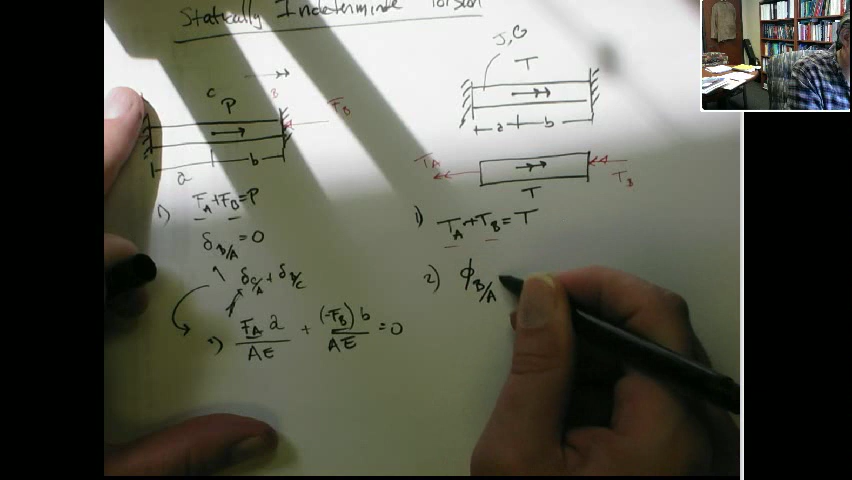 Statically Indeterminate Torsion
C
P
a
b
1) F_A + F_B = P
δ_B/A = 0
δ_C/A + δ_B/C
2) F_A a / AE + (-F_B) b / AE = 0
J, G
T
a
b
T_A
T
T_B
1) T_A + T_B = T
2) ϕ_B/A